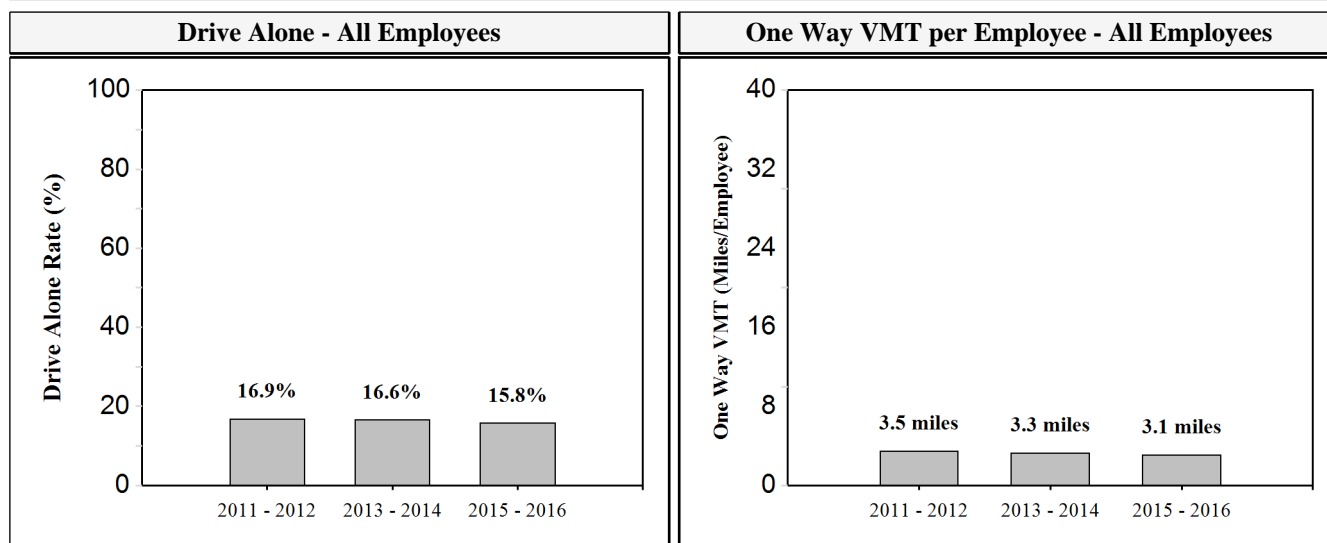 Drive Alone - All Employees
One Way VMT per Employee - All Employees
Drive Alone Rate (%)
100
80
60
40
20
0
16.9%
16.6%
15.8%
2011 - 2012
2013 - 2014
2015 - 2016
One Way VMT (Miles/Employee)
40
32
24
16
8
0
3.5 miles
3.3 miles
3.1 miles
2011 - 2012
2013 - 2014
2015 - 2016